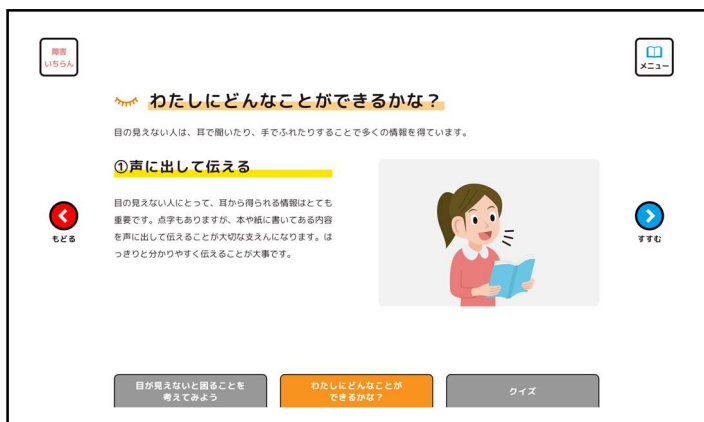 障害
いちらん
メニュー
わたしにどんなことができるかな？
目の見えない人は、耳で聞いたり、手でふれたりすることで多くの情報を得ています。
①声に出して伝える
目の見えない人にとって、耳から得られる情報はとても
重要です。点字もありますが、本や紙に書いてある内容
を声に出して伝えることが大切な支えんになります。は
っきりと分かりやすく伝えることが大事です。
もどる
すすむ
目が見えないと困ることを
考えてみよう
わたしにどんなことが
できるかな？
クイズ